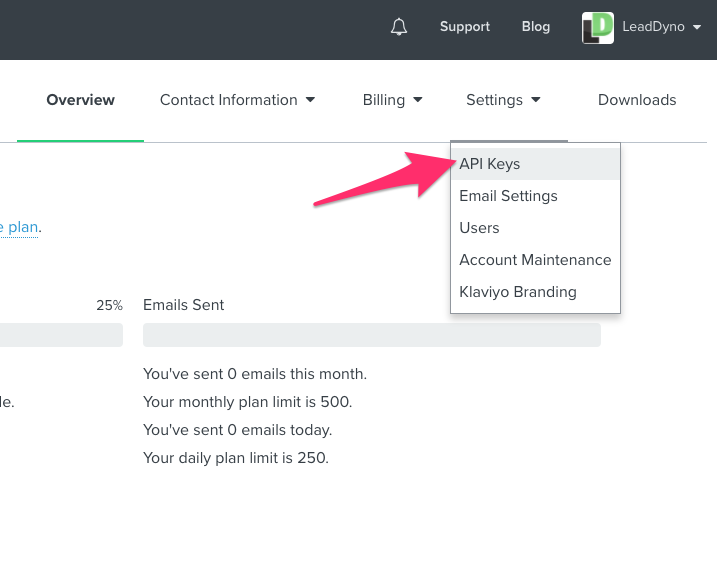 Support Blog LeadDyno
Overview Contact Information Billing Settings Downloads
API Keys
Email Settings
Users
Account Maintenance
Klaviyo Branding
e plan.
25% Emails Sent
You've sent 0 emails this month.
le. Your monthly plan limit is 500.
You've sent 0 emails today.
Your daily plan limit is 250.